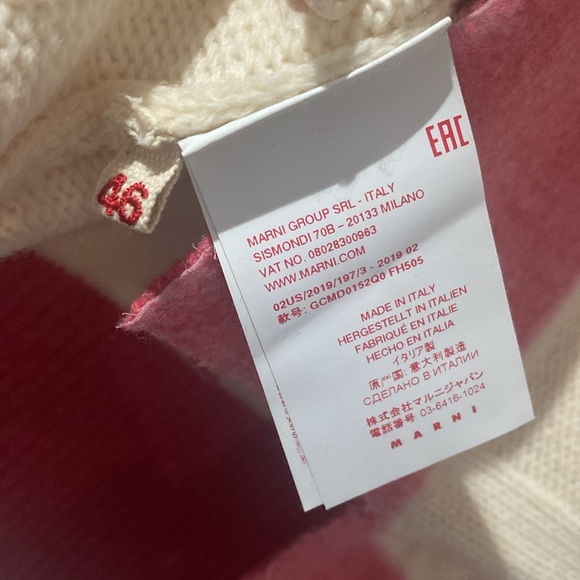 EAC
46
MARNI GROUP SRL - ITALY
SISMONDI 70B – 20133 MILANO
VAT NO. 08028300963
WWW.MARNI.COM
02US/2019/197/3 - 2019 02
款号: GCMD0152Q0 FH505
MADE IN ITALY
HERGESTELLT IN ITALIEN
FABRIQUÉ EN ITALIE
HECHO EN ITALIA
イタリア製
原产国: 意大利製造
СДЕЛАНО В ИТАЛИИ
株式会社マルニジャパン
電話番号 03-6416-1024
MARNI